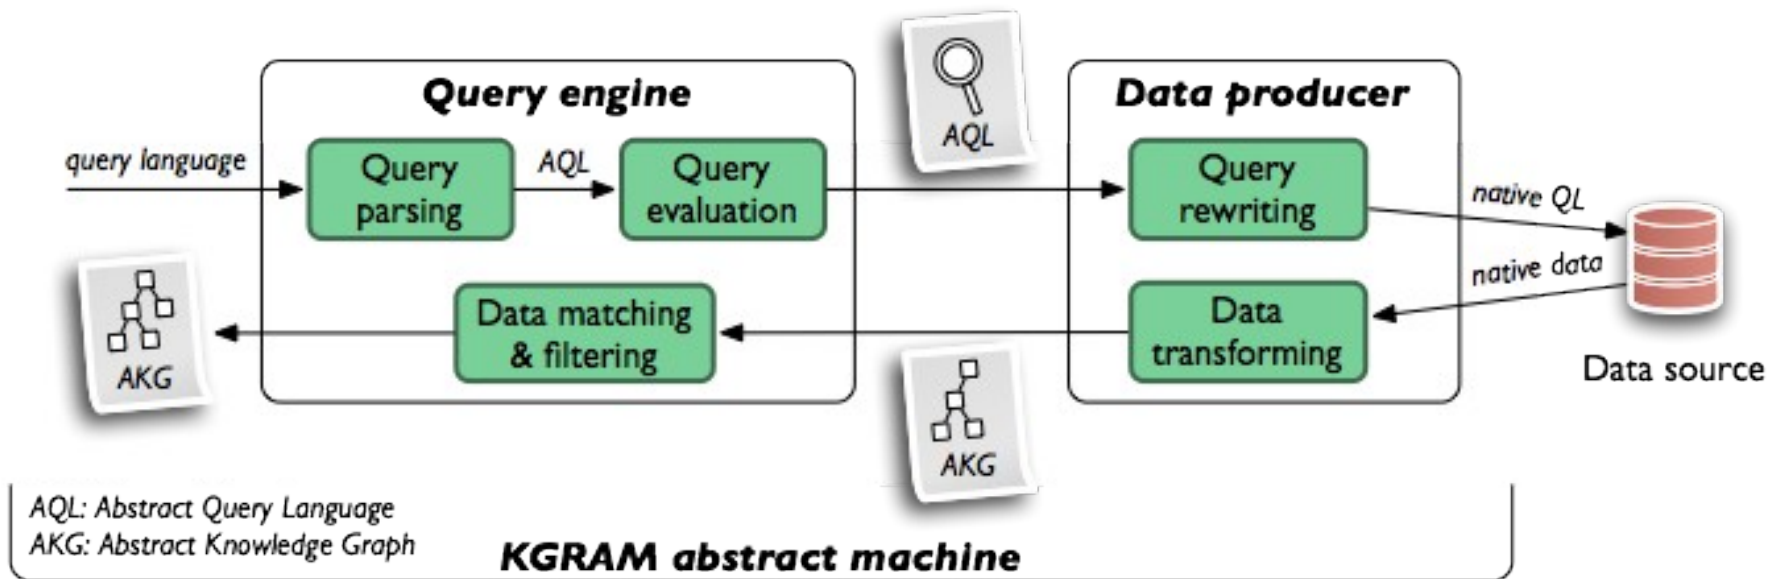 Query engine
Data producer
AQL
query language
Query
parsing
AQL
Query
evaluation
Query
rewriting
native QL
native data
AKG
Data matching
& filtering
Data
transforming
Data source
AKG
AQL: Abstract Query Language
AKG: Abstract Knowledge Graph
KGRAM abstract machine